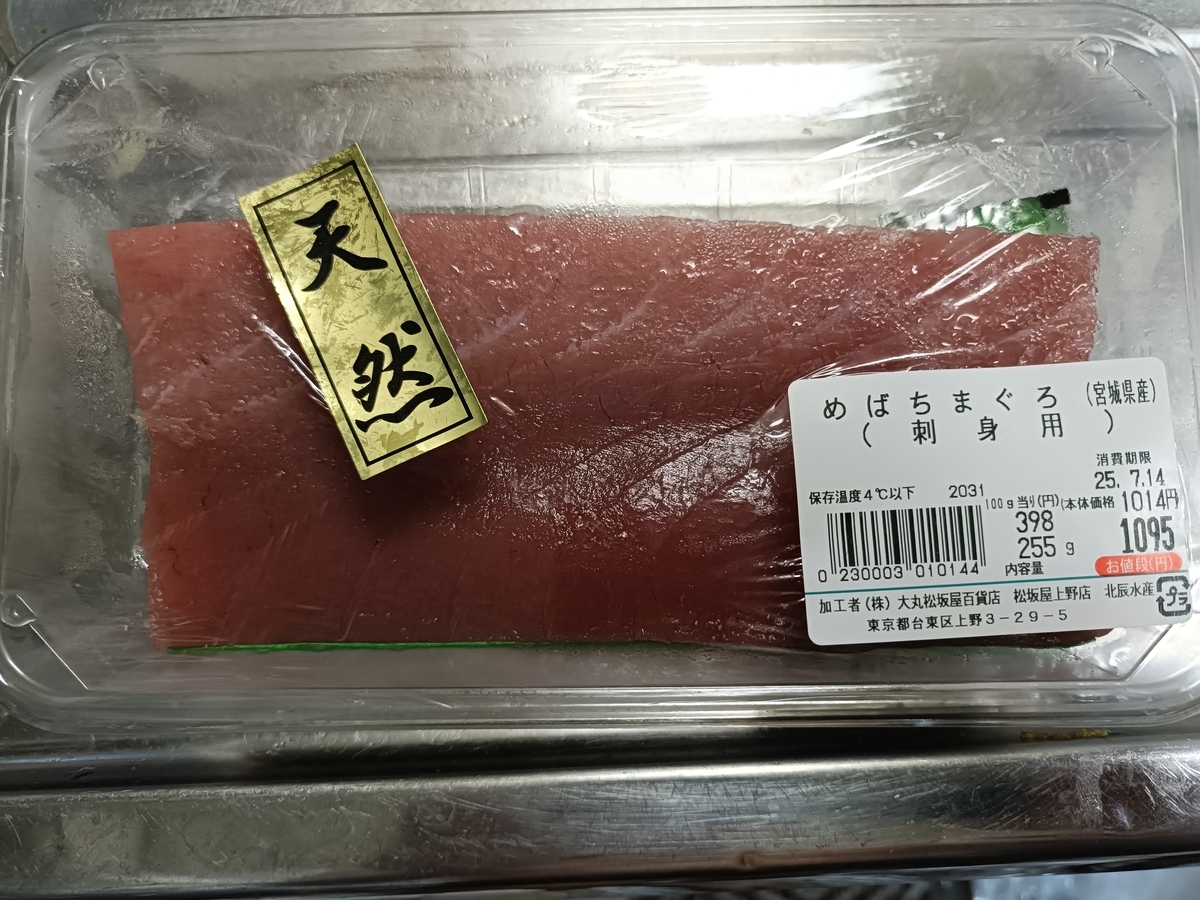 天然
めばちまぐろ (宮城県産)
(刺身用)
消費期限
25. 7.14
保存温度4℃以下 2031
100g当り(円) (本体価格 1014円
398
1095
255 g
内容量
お値段(円)
0 230003 010144
加工者 (株) 大丸松坂屋百貨店 松坂屋上野店 北辰水産
プラ
東京都台東区上野3-29-5